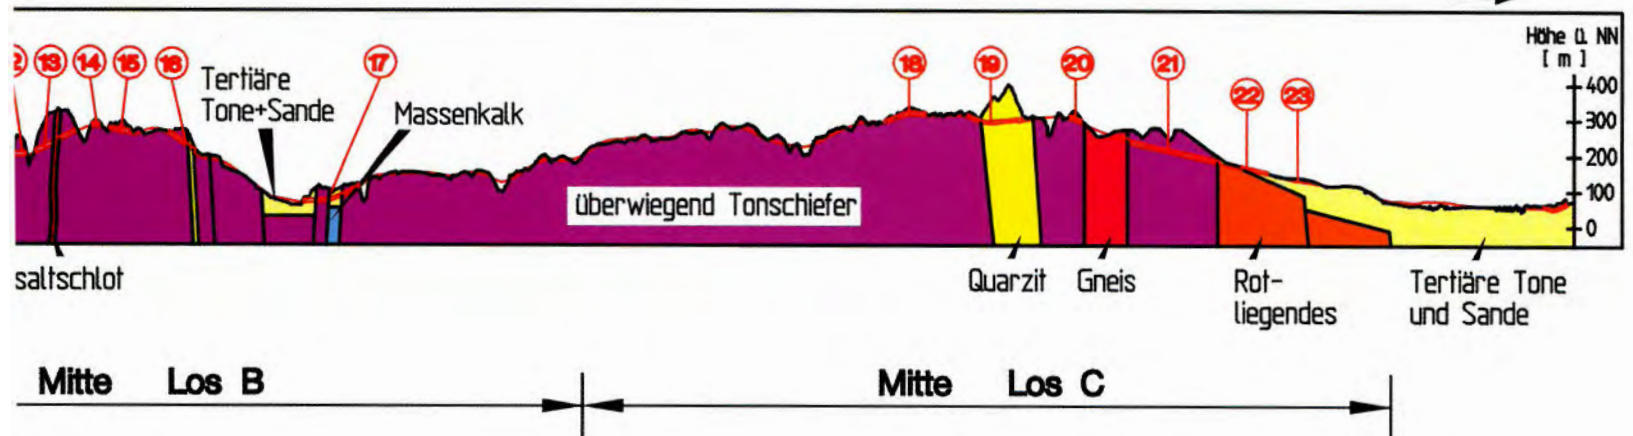 Höhe ü. NN
[ m ]
2) 13 14 15 16 17 18 19 20 21 22 23
Tertiäre
Tone+Sande
Massenkalk
400
300
200
100
0
überwiegend Tonschiefer
saltschlot
Quarzit
Gneis
Rot-
liegendes
Tertiäre Tone
und Sande
Mitte Los B
Mitte Los C